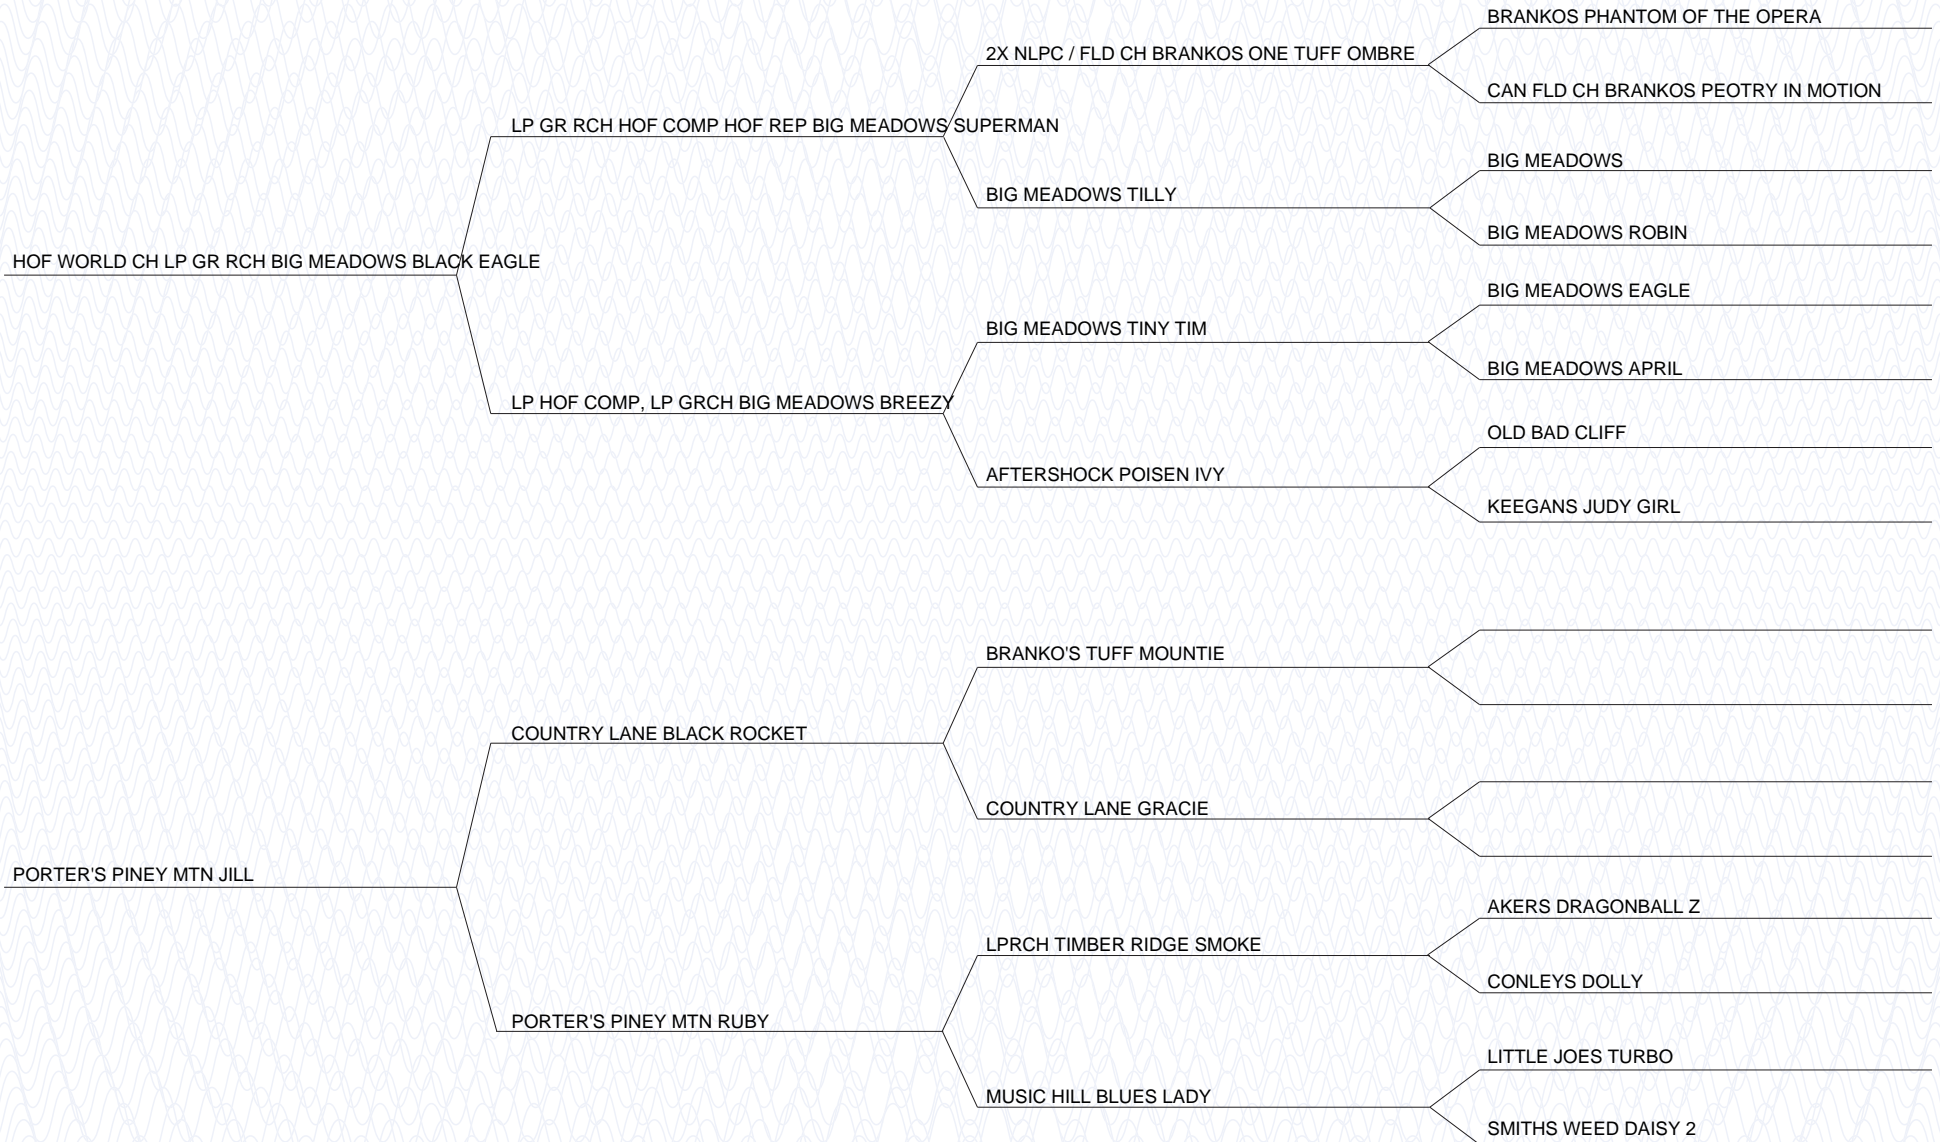 BRANKOS PHANTOM OF THE OPERA
2X NLPC / FLD CH BRANKOS ONE TUFF OMBRE
CAN FLD CH BRANKOS PEOTRY IN MOTION
LP GR RCH HOF COMP HOF REP BIG MEADOWS SUPERMAN
BIG MEADOWS
BIG MEADOWS TILLY
BIG MEADOWS ROBIN
HOF WORLD CH LP GR RCH BIG MEADOWS BLACK EAGLE
BIG MEADOWS EAGLE
BIG MEADOWS TINY TIM
BIG MEADOWS APRIL
LP HOF COMP, LP GRCH BIG MEADOWS BREEZY
OLD BAD CLIFF
AFTERSHOCK POISEN IVY
KEEGANS JUDY GIRL
BRANKO'S TUFF MOUNTIE
COUNTRY LANE BLACK ROCKET
COUNTRY LANE GRACIE
PORTER'S PINEY MTN JILL
AKERS DRAGONBALL Z
LPRCH TIMBER RIDGE SMOKE
CONLEYS DOLLY
PORTER'S PINEY MTN RUBY
LITTLE JOES TURBO
MUSIC HILL BLUES LADY
SMITHS WEED DAISY 2